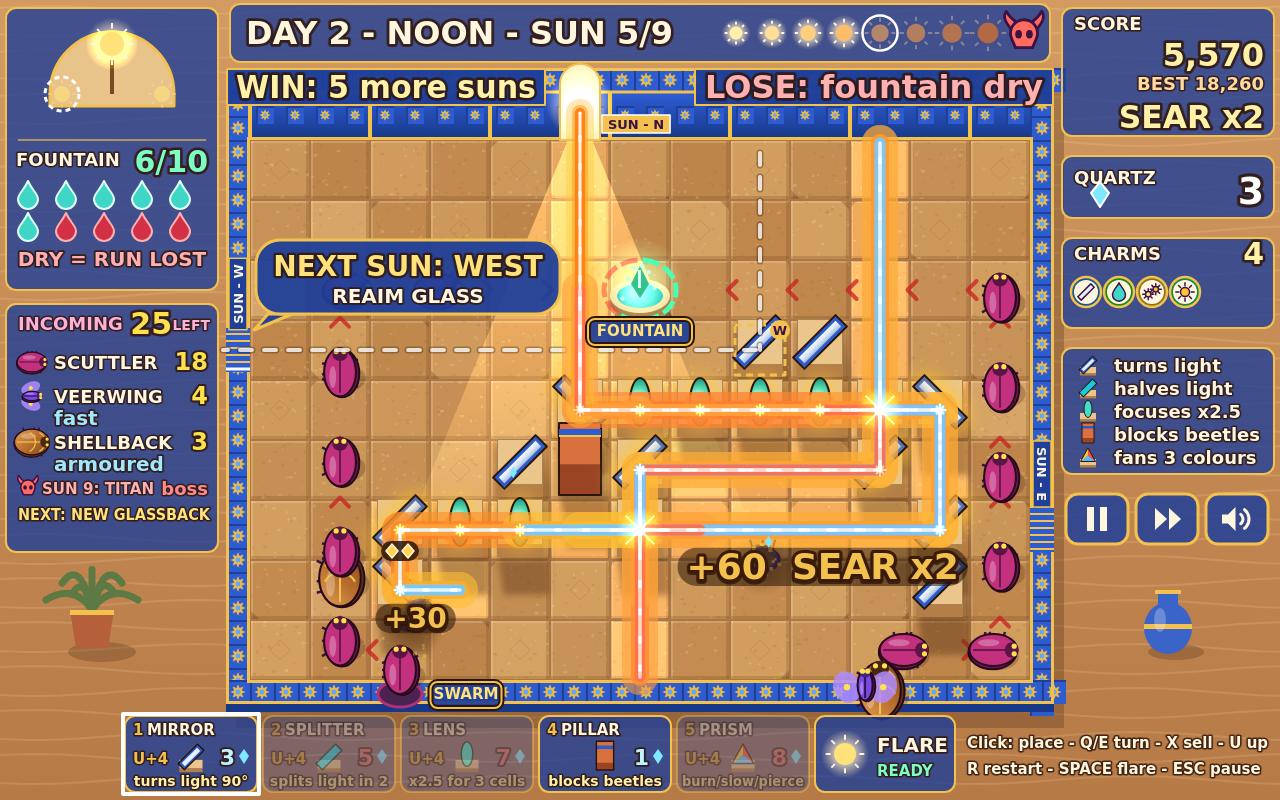 DAY 2 - NOON - SUN 5/9
WIN: 5 more suns
LOSE: fountain dry
SUN - N
FOUNTAIN 6/10
DRY = RUN LOST
INCOMING 25 LEFT
SCUTTLER 18
VEERWING 4
fast
SHELLBACK 3
armoured
SUN 9: TITAN boss
NEXT: NEW GLASSBACK
SUN - W
NEXT SUN: WEST
REAIM GLASS
FOUNTAIN
W
SUN - E
+60 SEAR x2
+30
SWARM
SCORE
5,570
BEST 18,260
SEAR x2
QUARTZ 3
CHARMS 4
turns light
halves light
focuses x2.5
blocks beetles
fans 3 colours
1 MIRROR
U+4 3
turns light 90°
2 SPLITTER
U+4 5
splits light in 2
3 LENS
U+4 7
x2.5 for 3 cells
4 PILLAR
1
blocks beetles
5 PRISM
U+4 8
burn/slow/pierce
FLARE
READY
Click: place - Q/E turn - X sell - U up
R restart - SPACE flare - ESC pause